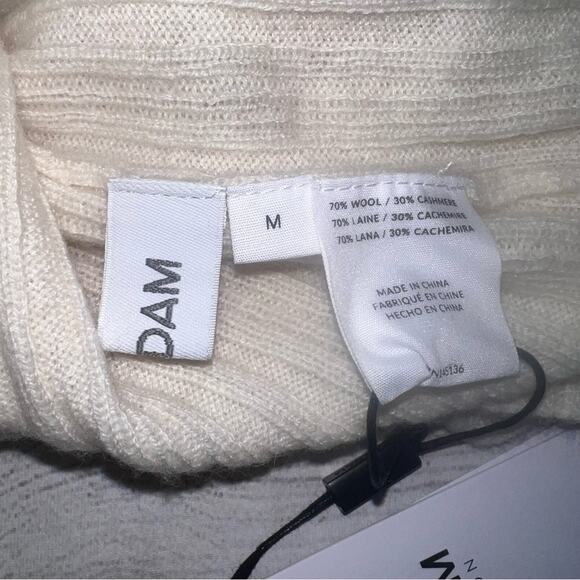 DAM
M
70% WOOL / 30% CASHMERE
70% LAINE / 30% CACHEMIRE
70% LANA / 30% CACHEMIRA
MADE IN CHINA
FABRIQUÉ EN CHINE
HECHO EN CHINA